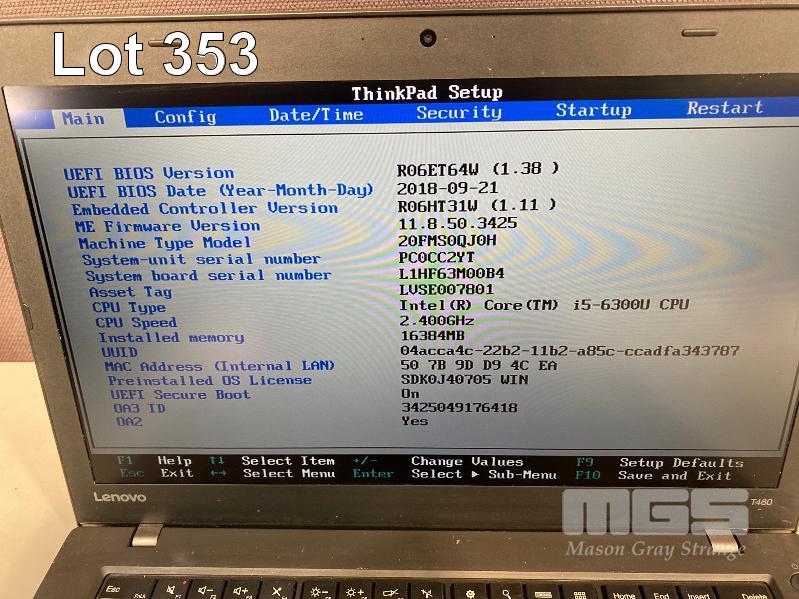 Lot 353
ThinkPad Setup
Main Config Date/Time Security Startup Restart
UEFI BIOS Version R06ET64W (1.38 )
UEFI BIOS Date (Year-Month-Day) 2018-09-21
Embedded Controller Version R06HT31W (1.11 )
ME Firmware Version 11.8.50.3425
Machine Type Model 20FMS0QJ0H
System-unit serial number PC0CC2YT
System board serial number L1HF63M00B4
Asset Tag LVSE007801
CPU Type Intel(R) Core(TM) i5-6300U CPU
CPU Speed 2.400GHz
Installed memory 16384MB
UUID 04acca4c-22b2-11b2-a85c-ccadfa343787
MAC Address (Internal LAN) 50 7B 9D D9 4C EA
Preinstalled OS License SDK0J40705 WIN
UEFI Secure Boot On
OA3 ID 3425049176418
OA2 Yes
F1 Help ↑↓ Select Item +/- Change Values F9 Setup Defaults
Esc Exit ←→ Select Menu Enter Select ▶ Sub-Menu F10 Save and Exit
Lenovo
T460
MGS
Mason Gray Strange
Esc Home End Insert Delete